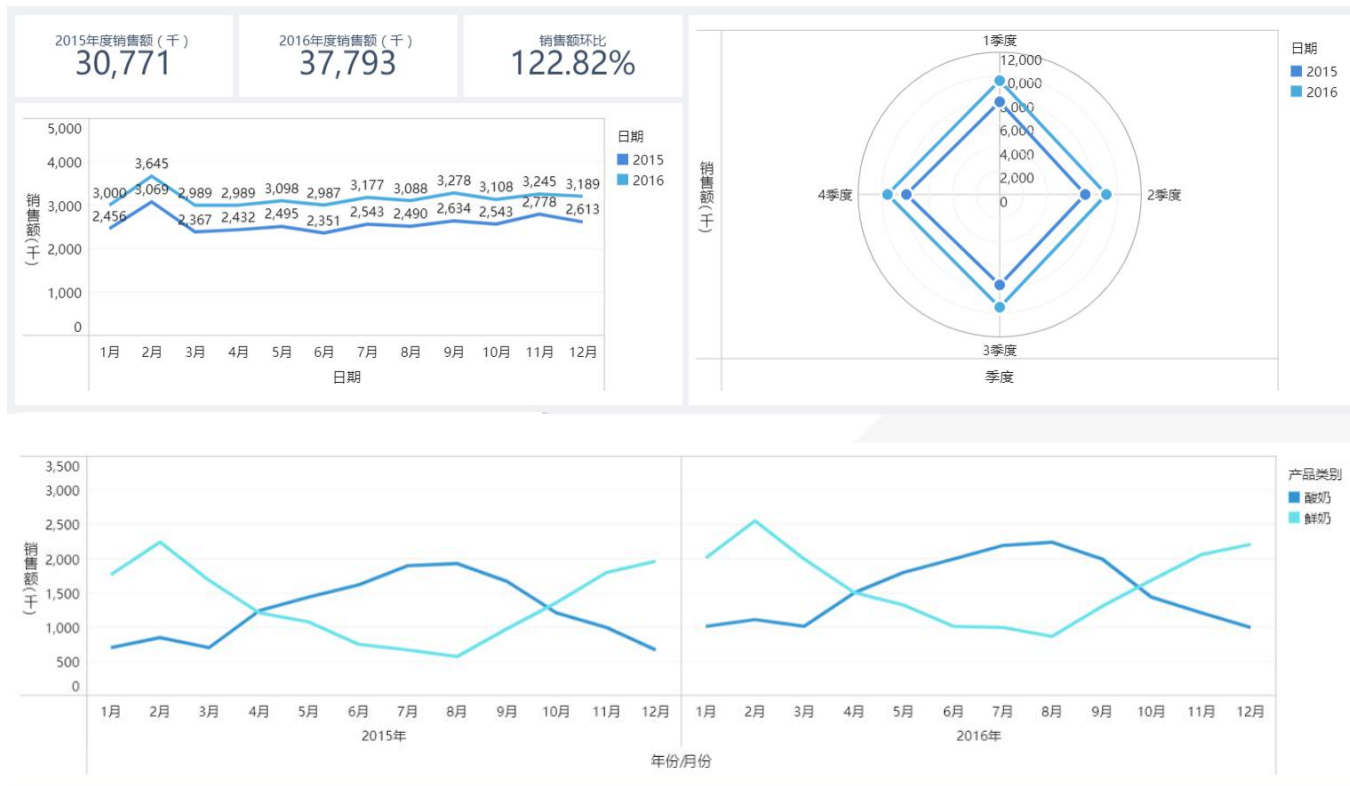 2015年度销售额（千）
30,771
2016年度销售额（千）
37,793
销售额环比
122.82%
5,000
4,000
3,000
2,000
1,000
0
销售额(千)
3,000
3,645
2,989
2,989
3,098
2,987
3,177
3,088
3,278
3,108
3,245
3,189
2,456
3,069
2,367
2,432
2,495
2,351
2,543
2,490
2,634
2,543
2,778
2,613
1月 2月 3月 4月 5月 6月 7月 8月 9月 10月 11月 12月
日期
日期
2015
2016
销售额(千)
1季度
12,000
6,000
4,000
2,000
0
4季度
2季度
3季度
季度
日期
2015
2016
3,500
3,000
2,500
2,000
1,500
1,000
500
0
销售额(千)
1月 2月 3月 4月 5月 6月 7月 8月 9月 10月 11月 12月
1月 2月 3月 4月 5月 6月 7月 8月 9月 10月 11月 12月
2015年
2016年
年份/月份
产品类别
酸奶
鲜奶